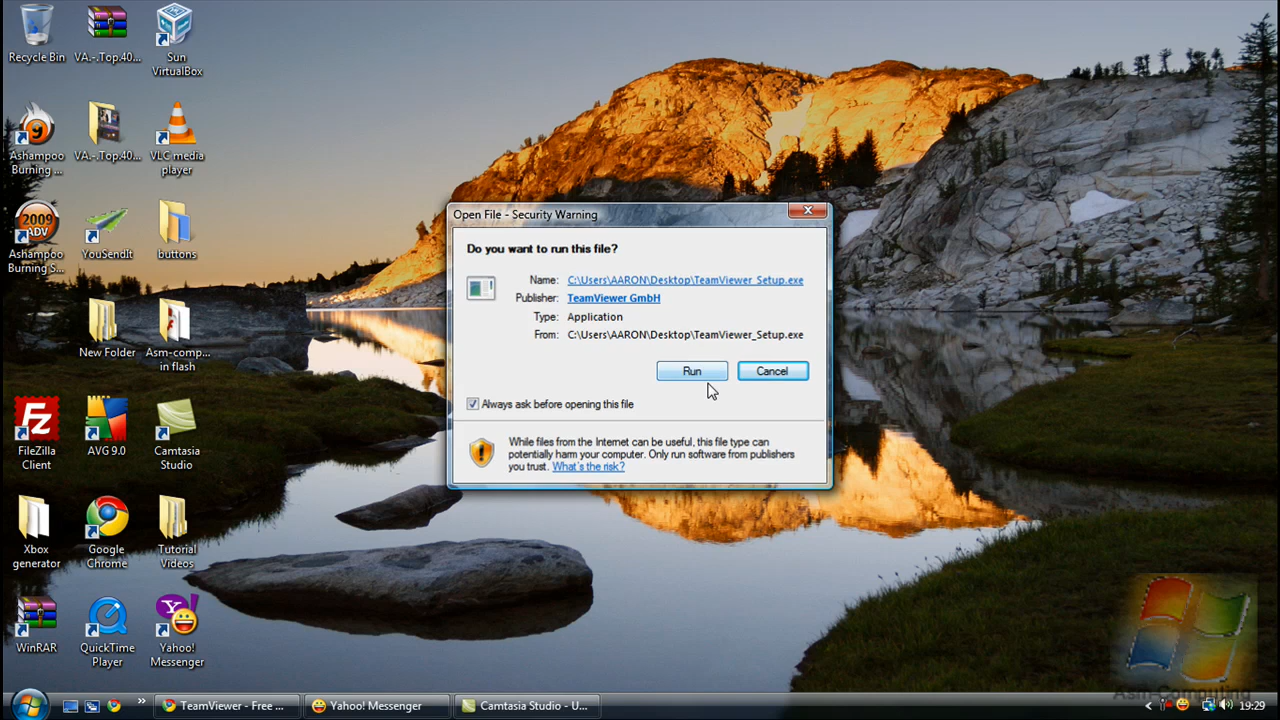 Recycle Bin
VA.-.Top.40...
Sun
VirtualBox
Ashampoo
Burning ...
VA.-.Top.40...
VLC media
player
2009
ADV
Ashampoo
Burning S...
YouSendIt
buttons
New Folder
Asm-comp...
in flash
FileZilla
Client
AVG 9.0
Camtasia
Studio
Xbox
generator
Google
Chrome
Tutorial
Videos
WinRAR
QuickTime
Player
Yahoo!
Messenger
Open File - Security Warning
Do you want to run this file?
Name: C:\Users\AARON\Desktop\TeamViewer_Setup.exe
Publisher: TeamViewer GmbH
Type: Application
From: C:\Users\AARON\Desktop\TeamViewer_Setup.exe
Run Cancel
Always ask before opening this file
While files from the Internet can be useful, this file type can
potentially harm your computer. Only run software from publishers
you trust. What's the risk?
Asm-Computing
TeamViewer - Free ...
Yahoo! Messenger
Camtasia Studio - U...
19:29